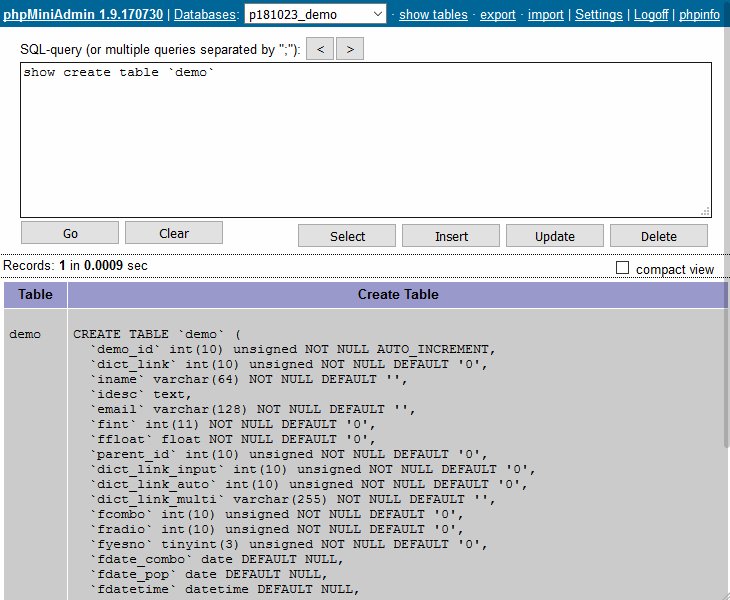 phpMiniAdmin 1.9.170730 | Databases: p181023_demo · show tables · export · import | Settings | Logoff | phpinfo
SQL-query (or multiple queries separated by ";"): < >
show create table `demo`
Go Clear Select Insert Update Delete
Records: 1 in 0.0009 sec compact view
Table Create Table
demo CREATE TABLE `demo` (
`demo_id` int(10) unsigned NOT NULL AUTO_INCREMENT,
`dict_link` int(10) unsigned NOT NULL DEFAULT '0',
`iname` varchar(64) NOT NULL DEFAULT '',
`idesc` text,
`email` varchar(128) NOT NULL DEFAULT '',
`fint` int(11) NOT NULL DEFAULT '0',
`ffloat` float NOT NULL DEFAULT '0',
`parent_id` int(10) unsigned NOT NULL DEFAULT '0',
`dict_link_input` int(10) unsigned NOT NULL DEFAULT '0',
`dict_link_auto` int(10) unsigned NOT NULL DEFAULT '0',
`dict_link_multi` varchar(255) NOT NULL DEFAULT '',
`fcombo` int(10) unsigned NOT NULL DEFAULT '0',
`fradio` int(10) unsigned NOT NULL DEFAULT '0',
`fyesno` tinyint(3) unsigned NOT NULL DEFAULT '0',
`fdate_combo` date DEFAULT NULL,
`fdate_pop` date DEFAULT NULL,
`fdatetime` datetime DEFAULT NULL,